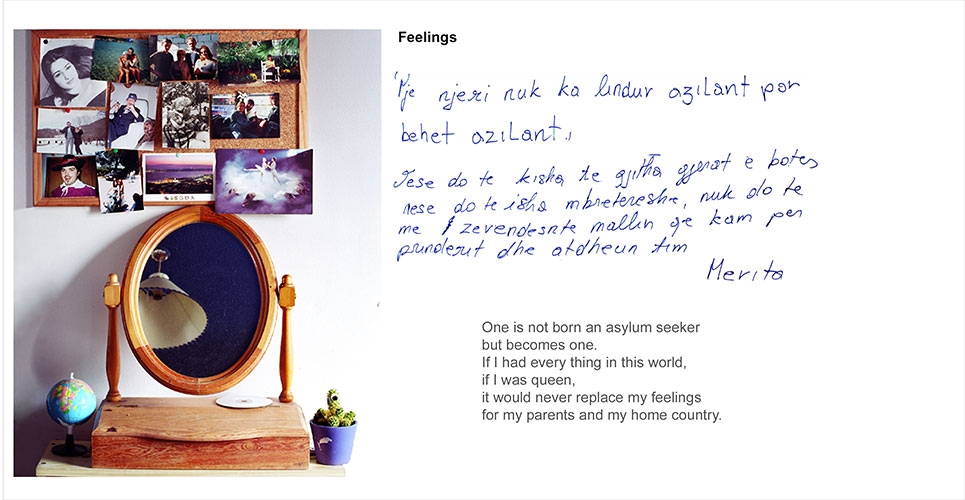 Feelings
Nje njeri nuk ka lindur azilant por
behet azilant.
Nese do te kisha te gjitha gjerat e botes
nese do te isha mbretereshe, nuk do te
me zevendesnte mallin qe kam per
prinderit dhe atdheun tim
Merita
One is not born an asylum seeker
but becomes one.
If I had every thing in this world,
if I was queen,
it would never replace my feelings
for my parents and my home country.